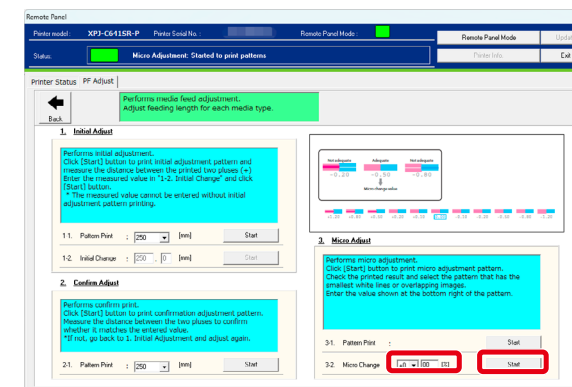 Remote Panel
Printer model : XPJ-C641SR-P Printer Serial No. : Remote Panel Mode :
Remote Panel Mode
Status: Micro Adjustment: Started to print patterns
Printer Info. Exit
Printer Status PF Adjust
Back
Performs media feed adjustment.
Adjust feeding length for each media type.
1. Initial Adjust
Performs initial adjustment.
Click [Start] button to print initial adjustment pattern and
measure the distance between the printed two pluses (+)
Enter the measured value in "1-2. Initial Change" and click
[Start] button.
* The measured value cannot be entered without initial
adjustment pattern printing.
1-1. Pattern Print : 250 [mm] Start
1-2. Initial Change : 250 . 0 [mm] Start
2. Confirm Adjust
Performs confirm print.
Click [Start] button to print confirmation adjustment pattern.
Measure the distance between the two pluses to confirm
whether it matches the entered value.
*If not, go back to 1. Initial Adjustment and adjust again.
2-1. Pattern Print : 250 [mm] Start
Not adequate Adequate Not adequate
-0.20 -0.50 -0.80
Micro change value
3. Micro Adjust
Performs micro adjustment.
Click [Start] button to print micro adjustment pattern.
Check the printed result and select the pattern that has the
smallest white lines or overlapping
images.
Enter the value shown at the bottom right of the pattern.
3-1. Pattern Print : Start
3-2. Micro Change +0 . 00 [%] Start